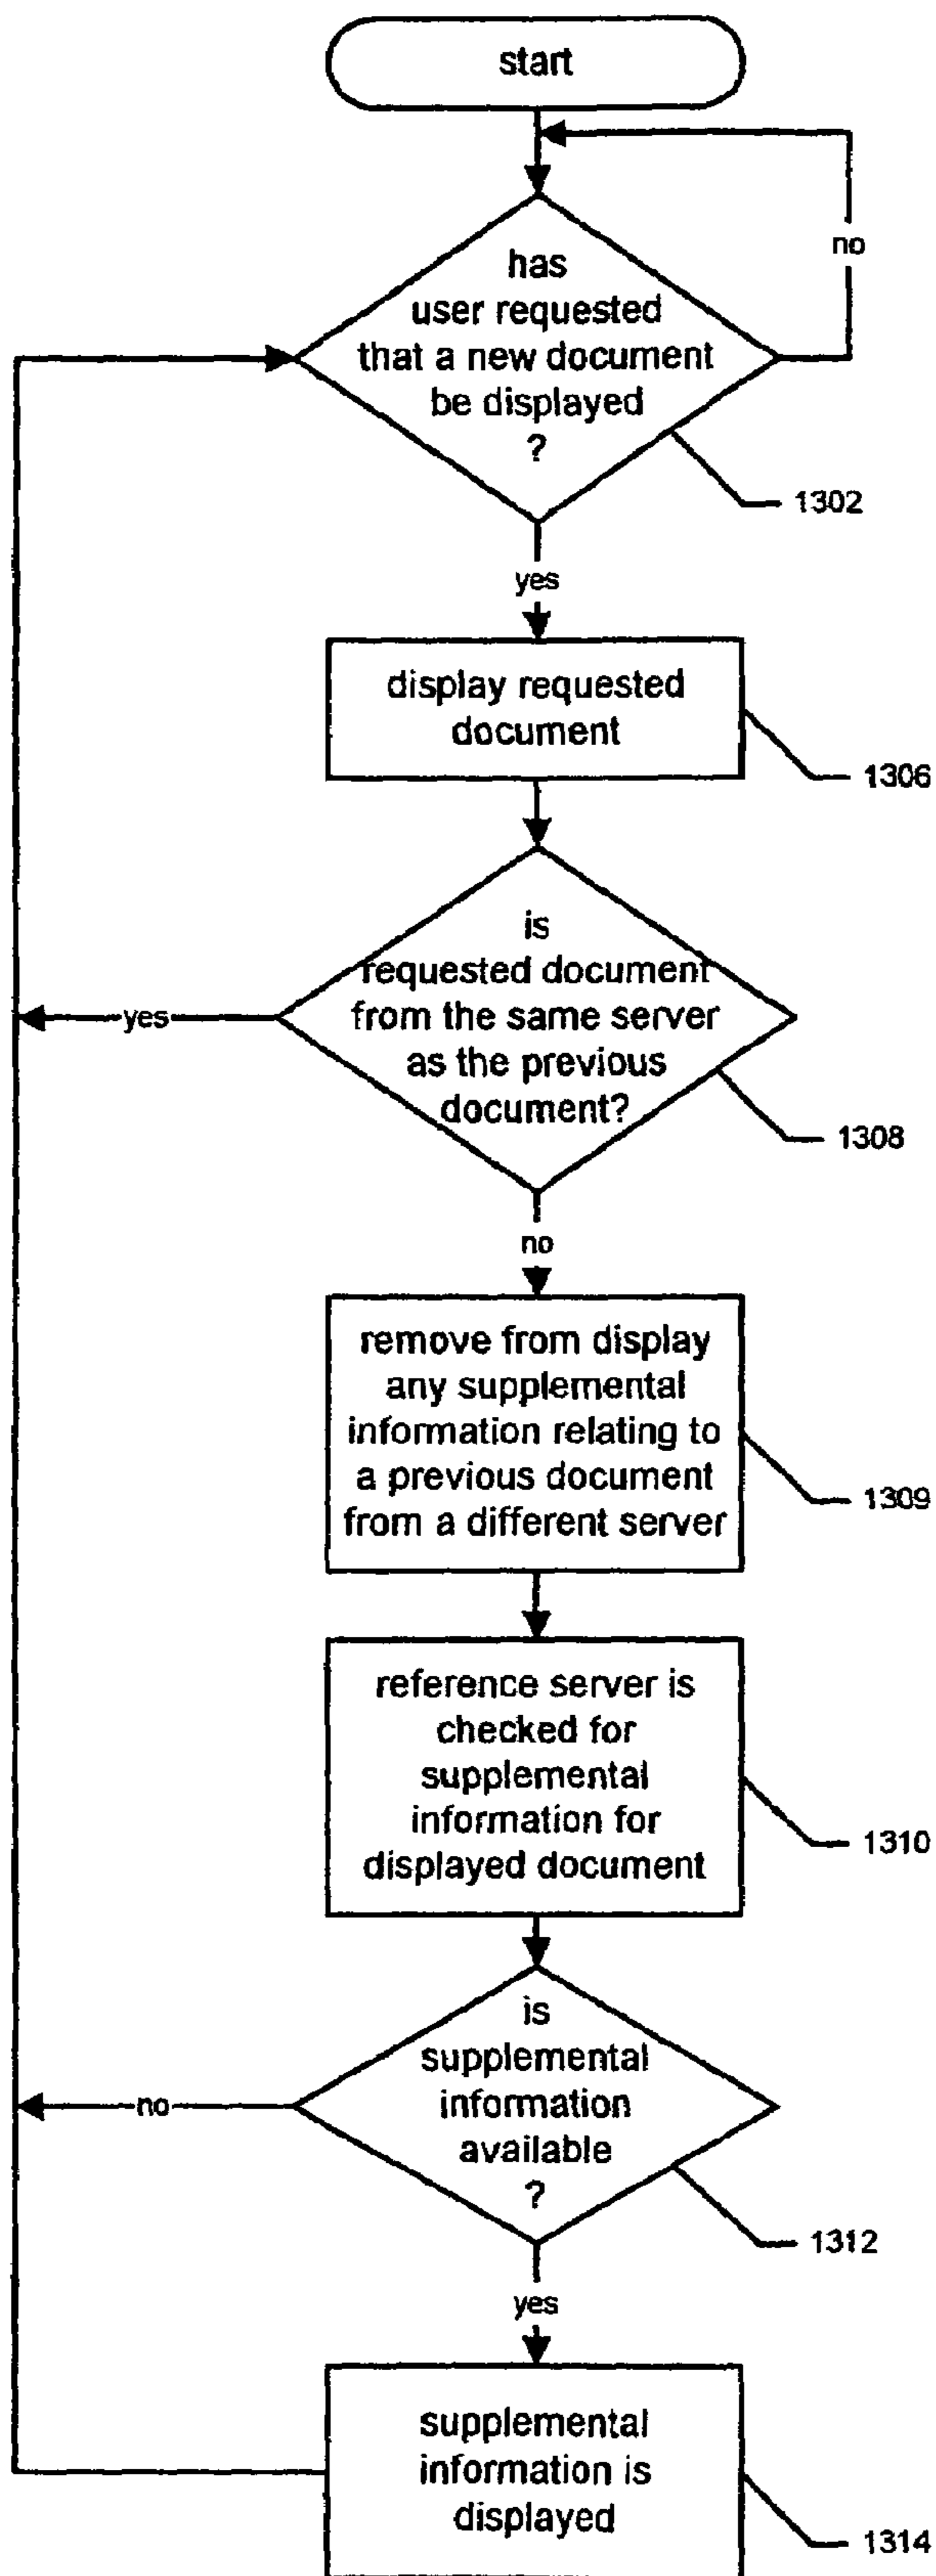 start
no
has
user requested
that a new document
be displayed
?
1302
yes
display requested
document
1306
is
requested document
from the same server
as the previous
document?
yes
1308
no
remove from display
any supplemental
information relating to
a previous document
from a different server
1309
reference server is
checked for
supplemental
information for
displayed document
1310
is
supplemental
information
available
?
no
1312
yes
supplemental
information is
displayed
1314